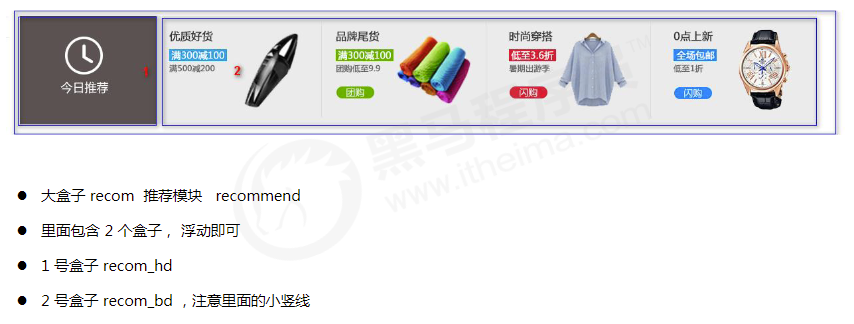 今日推荐
1
优质好货
满300减100
满500减200
2
品牌尾货
满300减100
团购低至9.9
团购
时尚穿搭
低至3.6折
暑期出游季
闪购
0点上新
全场包邮
低至1折
闪购
黑马程序员™
www.itheima.com
● 大盒子 recom 推荐模块 recommend
● 里面包含 2 个盒子， 浮动即可
● 1 号盒子 recom_hd
● 2 号盒子 recom_bd ，注意里面的小竖线